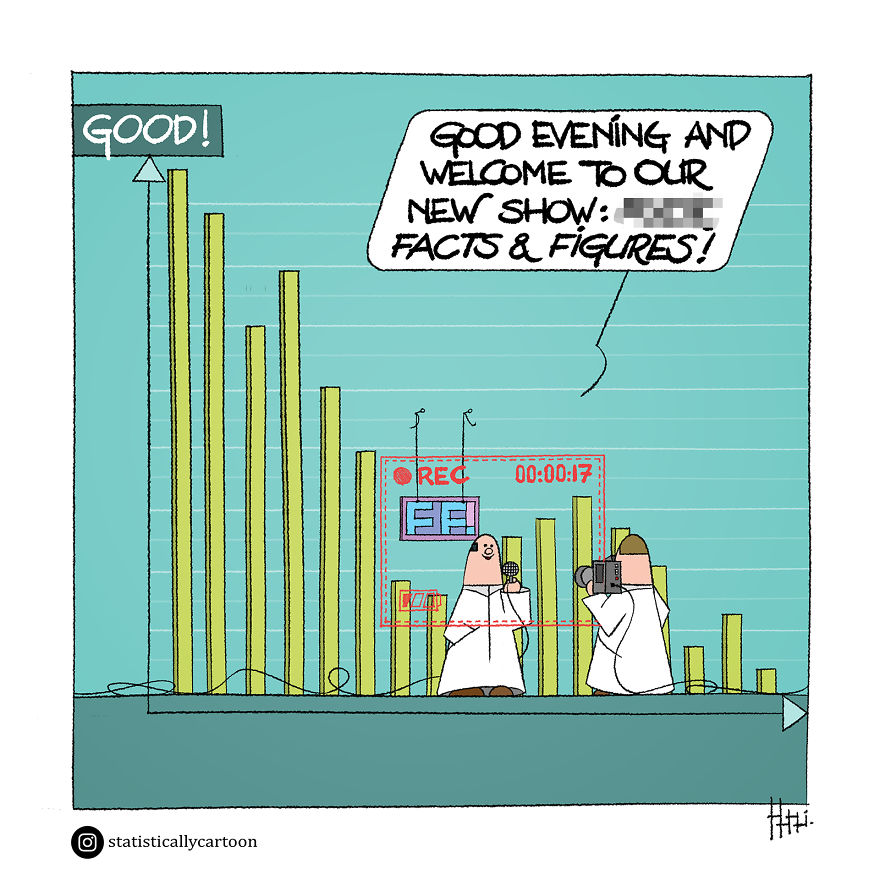 GOOD!
GOOD EVENING AND
WELCOME TO OUR
NEW SHOW:
FACTS & FIGURES!
REC 00:00:17
FF!
statisticallycartoon